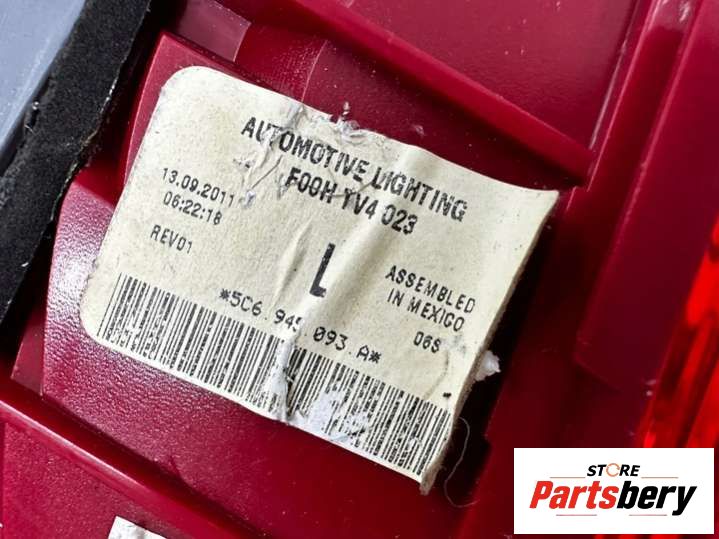 AUTOMOTIVE LIGHTING
F00H TV4 023
13.09.2011
06:22:18
REV01
L
ASSEMBLED
IN MEXICO
06S
*5C6.945.093.A*
STORE
Partsbery